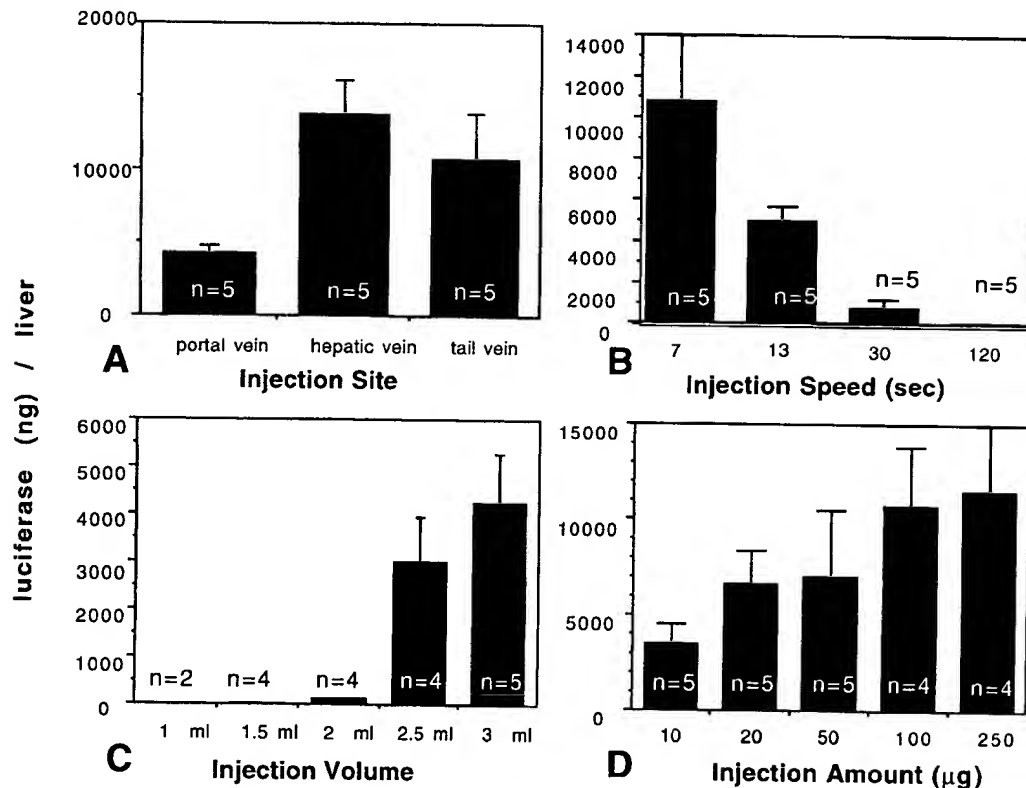 luciferase (ng) / liver
20000
10000
0
n=5 n=5 n=5
portal vein hepatic vein tail vein
A
Injection Site
14000
12000
10000
8000
6000
4000
2000
0
n=5 n=5 n=5 n=5
7 13 30 120
B
Injection Speed (sec)
6000
5000
4000
3000
2000
1000
0
n=2 n=4 n=4 n=4 n=5
1 ml 1.5 ml 2 ml 2.5 ml 3 ml
C
Injection Volume
15000
10000
5000
0
n=5 n=5 n=5 n=4 n=4
10 20 50 100 250
D
Injection Amount (μg)